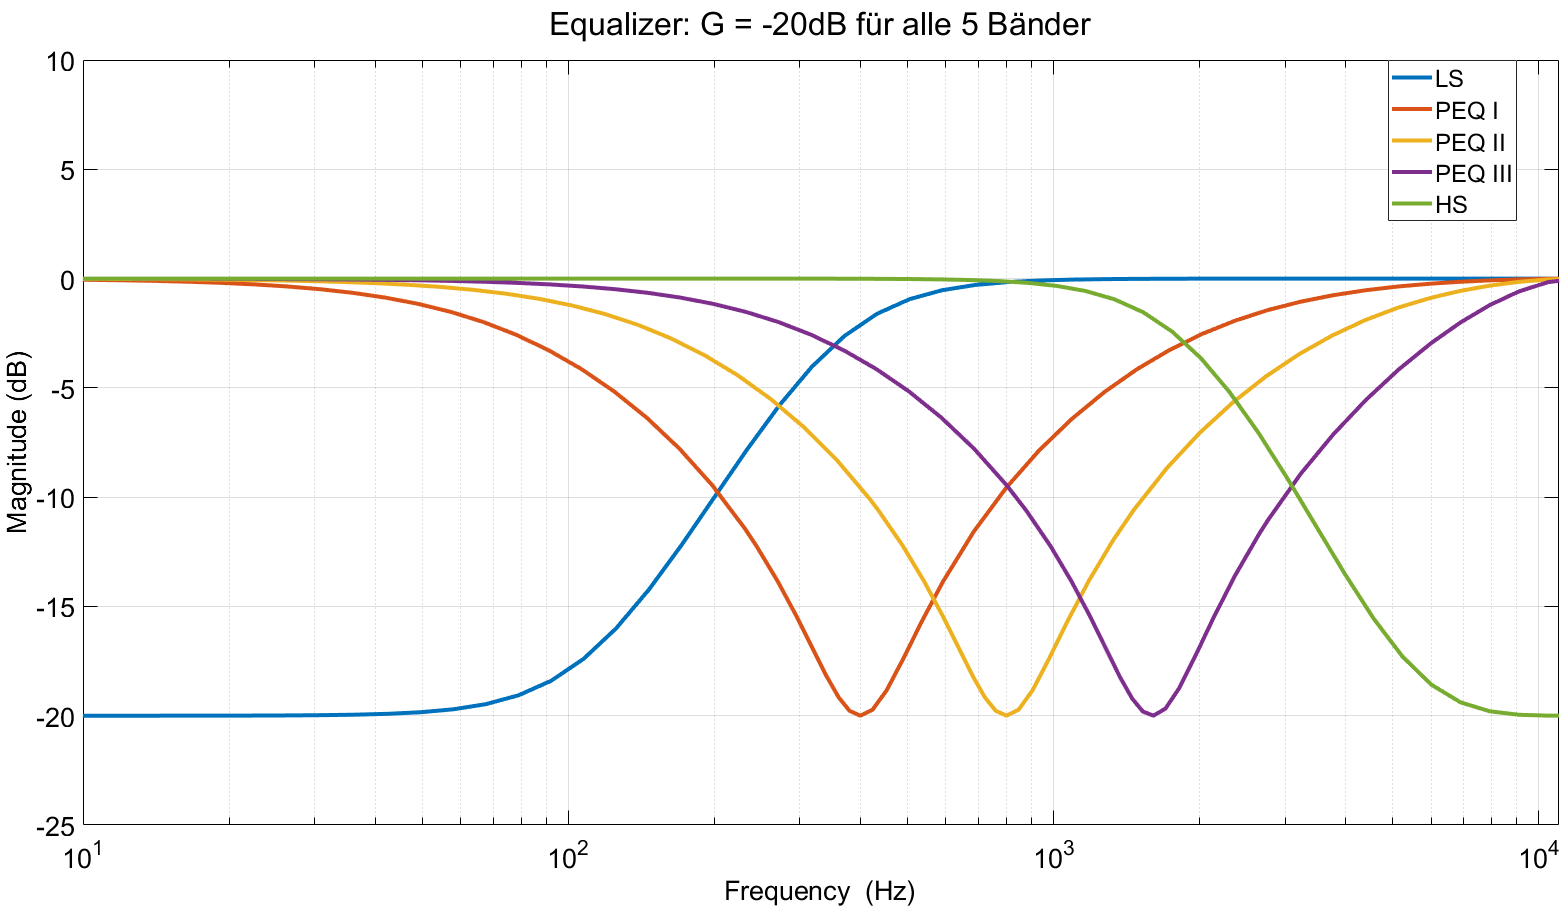 Equalizer: G = -20dB für alle 5 Bänder
10
5
0
-5
-10
-15
-20
-25
Magnitude (dB)
LS
PEQ I
PEQ II
PEQ III
HS
10¹
10²
10³
10⁴
Frequency (Hz)